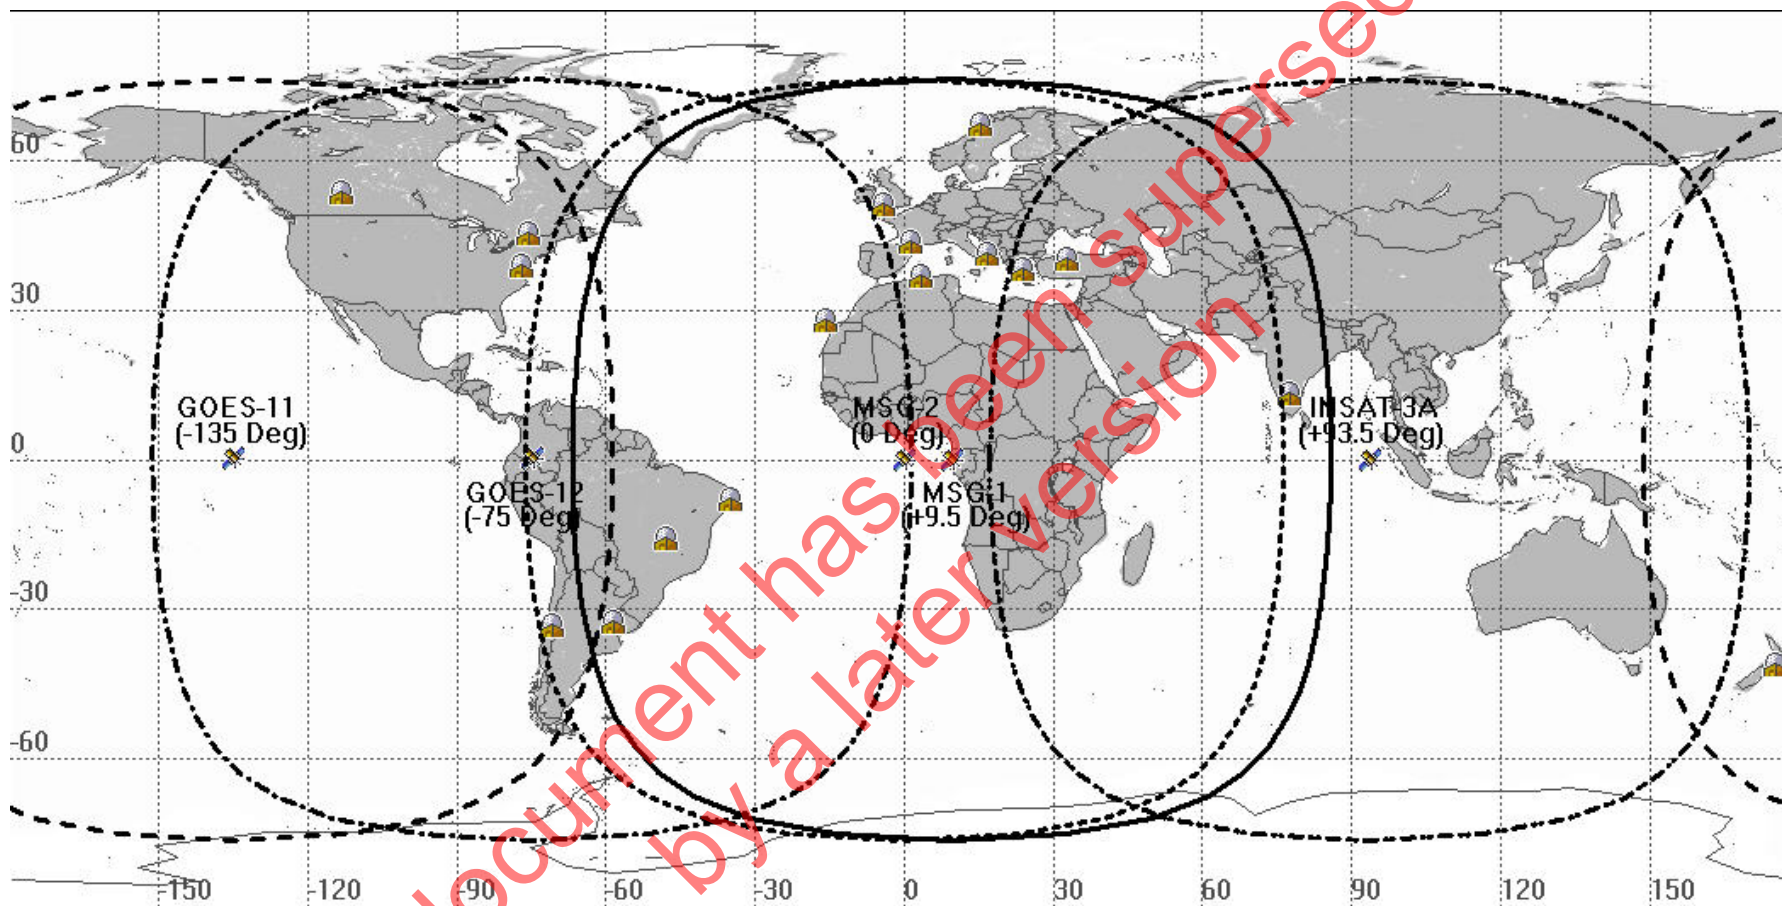 60
30
0
-30
-60
GOES-11
(-135 Deg)
GOES-12
(-75 Deg)
MSG-2
(0 Deg)
MSG-1
(+9.5 Deg)
INSAT-3A
(+93.5 Deg)
-150
-120
-90
-60
-30
0
30
60
90
120
150
document has been superseded
by a later version